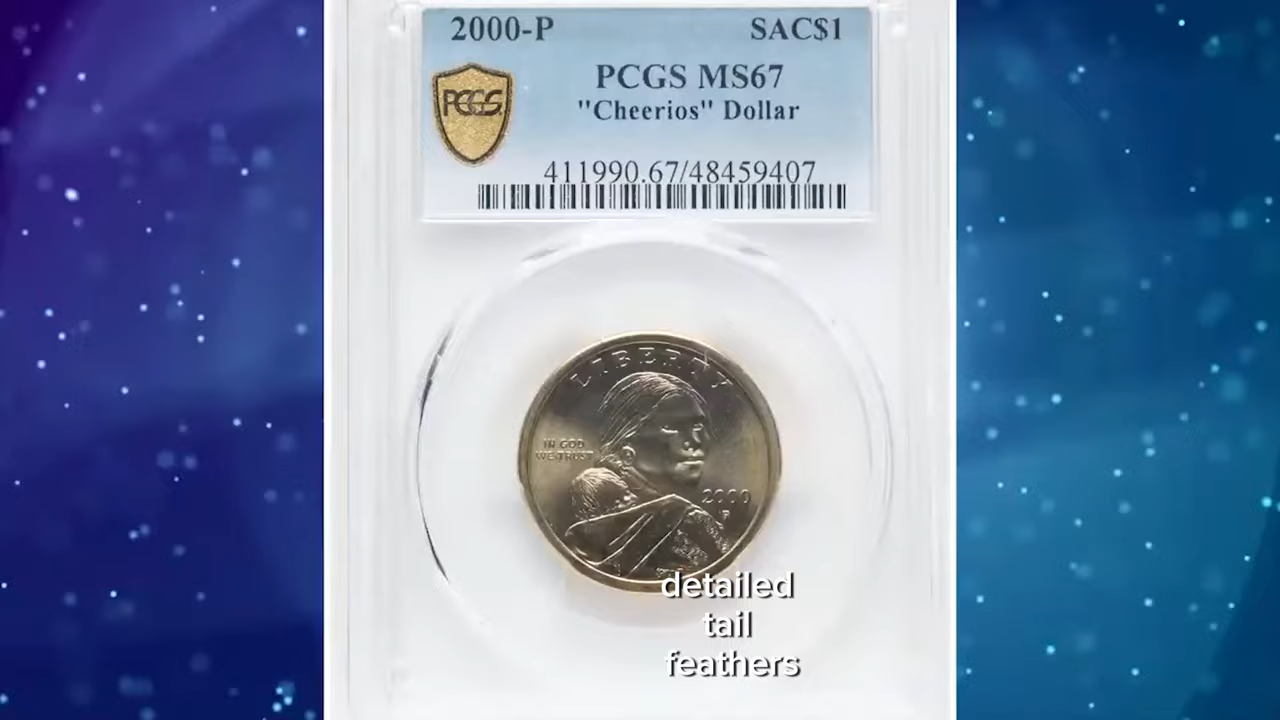 2000-P SAC$1
PCGS MS67
"Cheerios" Dollar
PCGS
411990.67/48459407
LIBERTY
IN GOD
WE TRUST
2000
P
detailed
tail
feathers